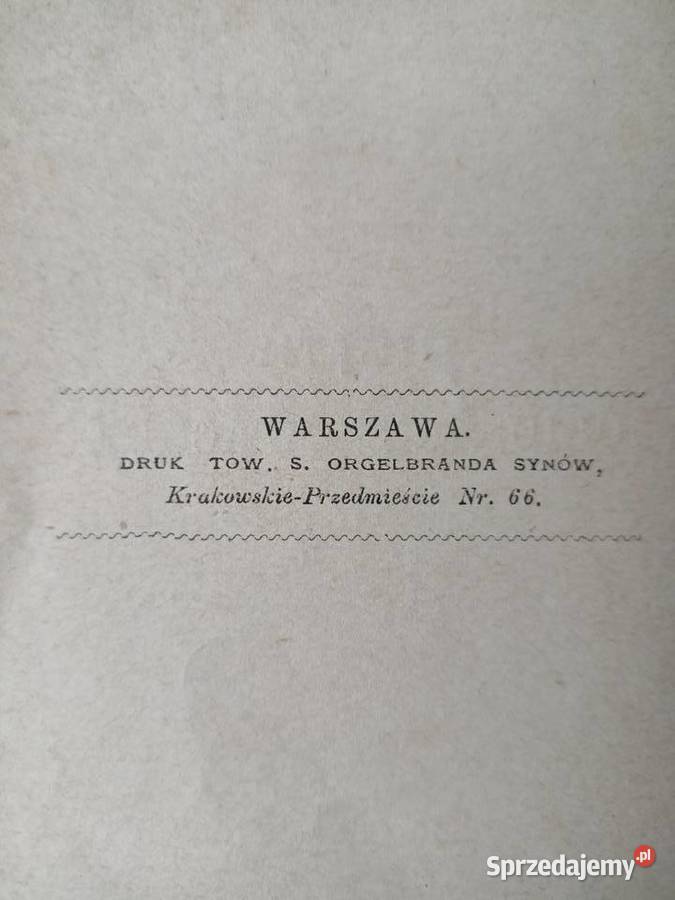 WARSZAWA.
DRUK TOW. S. ORGELBRANDA SYNÓW,
Krakowskie-Przedmieście Nr. 66.
Sprzedajemy.pl